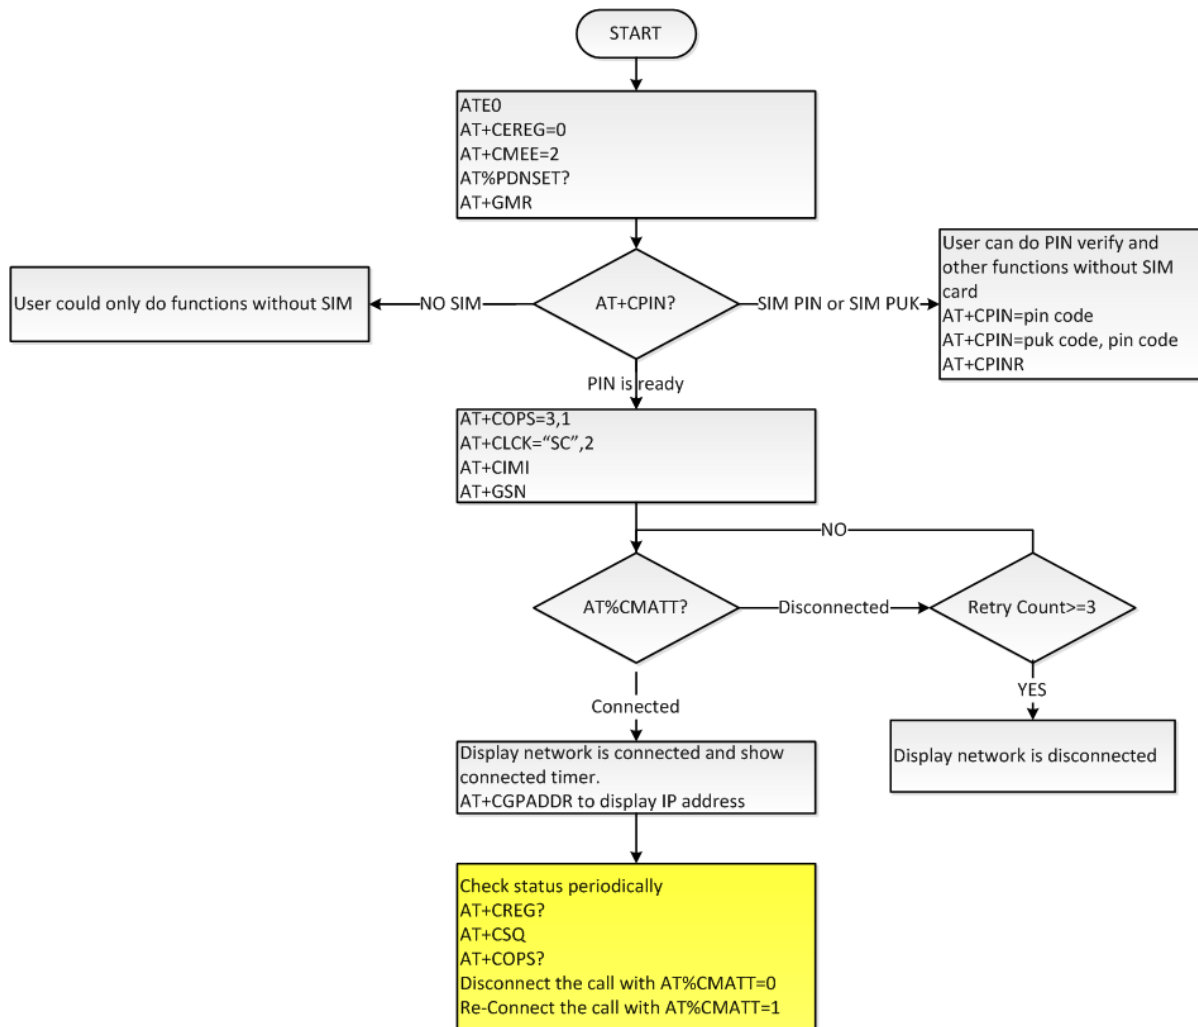 START
ATE0
AT+CEREG=0
AT+CMEE=2
AT%PDNSET?
AT+GMR
User could only do functions without SIM
NO SIM
AT+CPIN?
SIM PIN or SIM PUK
User can do PIN verify and
other functions without SIM
card
AT+CPIN=pin code
AT+CPIN=puk code, pin code
AT+CPINR
PIN is ready
AT+COPS=3,1
AT+CLCK=“SC”,2
AT+CIMI
AT+GSN
NO
AT%CMATT?
Disconnected
Retry Count>=3
YES
Connected
Display network is disconnected
Display network is connected and show
connected timer.
AT+CGPADDR to display IP address
Check status periodically
AT+CREG?
AT+CSQ
AT+COPS?
Disconnect the call with AT%CMATT=0
Re-Connect the call with AT%CMATT=1